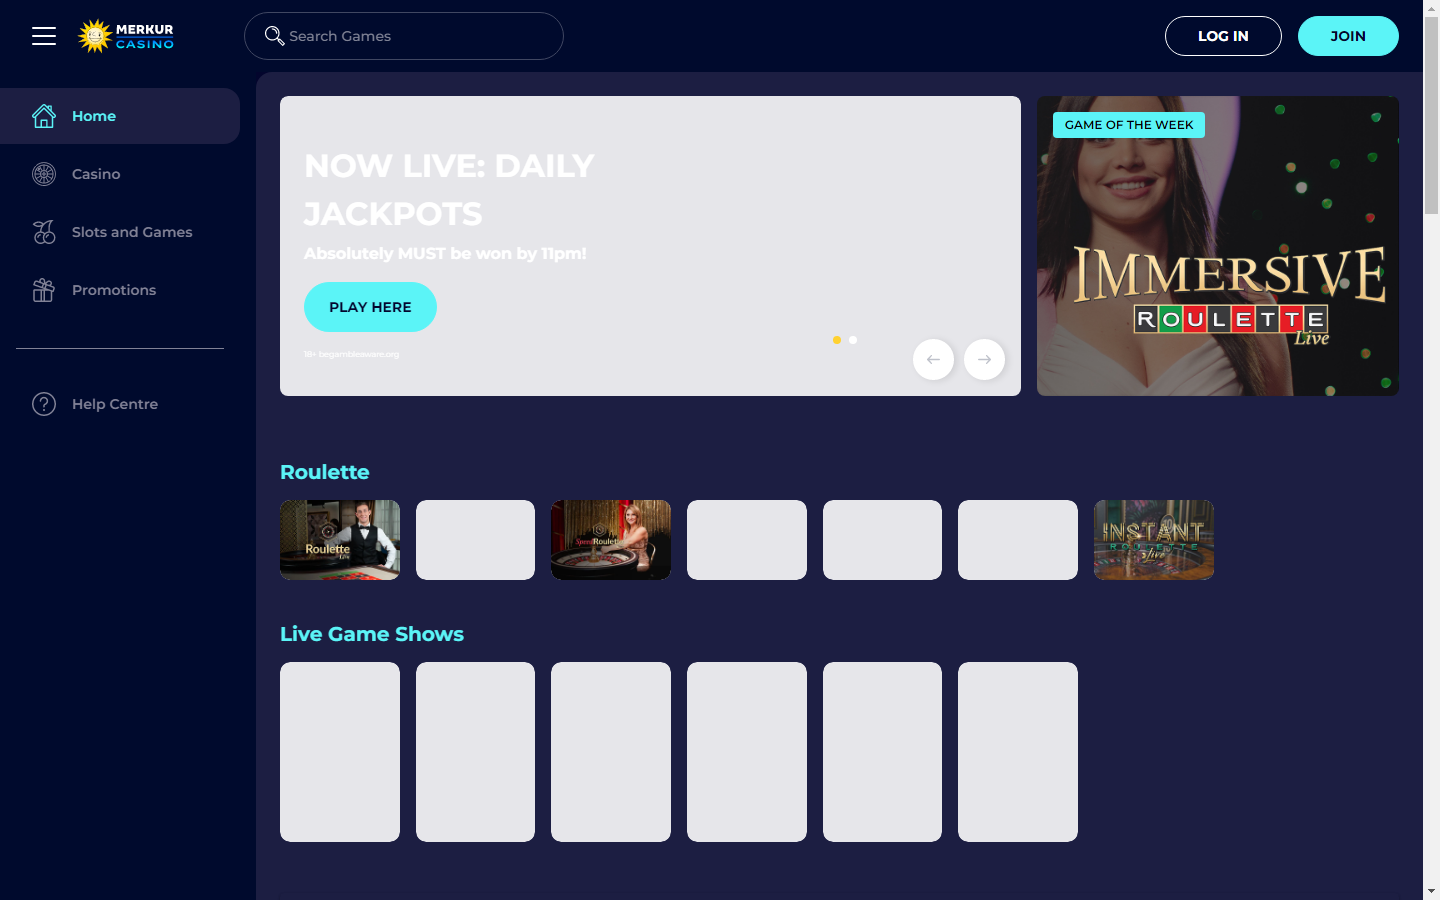 MERKUR
CASINO
Search Games
LOG IN
JOIN
Home
Casino
Slots and Games
Promotions
Help Centre
NOW LIVE: DAILY
JACKPOTS
Absolutely MUST be won by 11pm!
PLAY HERE
18+ begambleaware.org
GAME OF THE WEEK
IMMERSIVE
ROULETTE
Live
Roulette
Roulette
Live
Speed Roulette
INSTANT
ROULETTE
Live
Live Game Shows